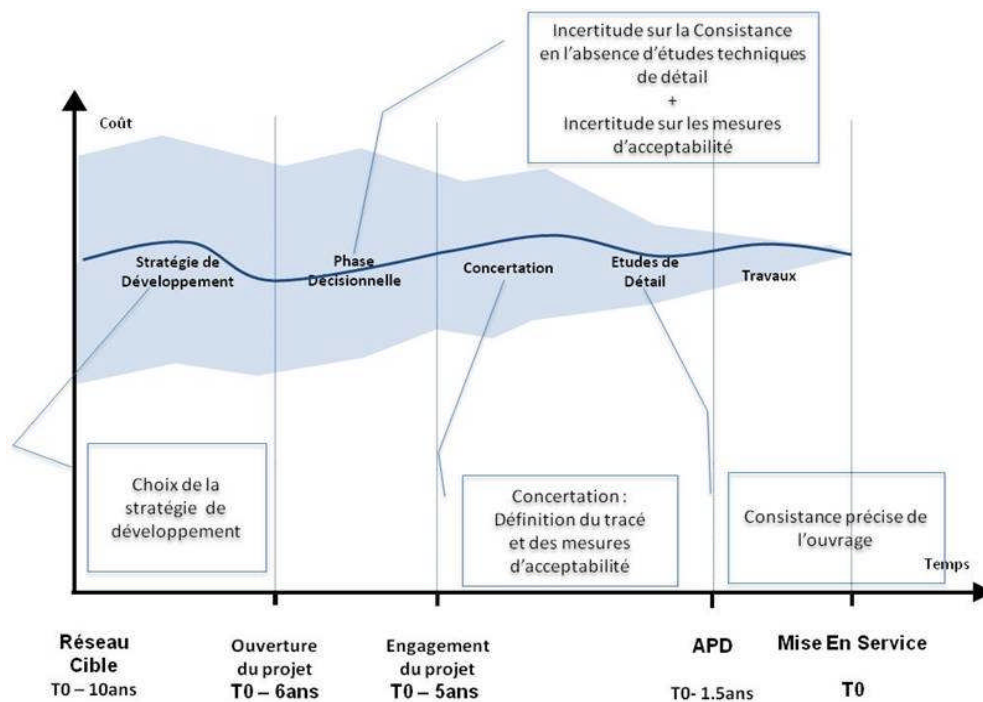 Incertitude sur la Consistance
en l'absence d'études techniques
de détail
+
Incertitude sur les mesures
d'acceptabilité
Coût
Stratégie de
Développement
Phase
Décisionnelle
Concertation
Etudes de
Détail
Travaux
Choix de la
stratégie de
développement
Concertation :
Définition du tracé
et des mesures
d'acceptabilité
Consistance précise de
l'ouvrage
Temps
Réseau
Cible
T0 – 10ans
Ouverture
du projet
T0 – 6ans
Engagement
du projet
T0 – 5ans
APD
T0- 1.5ans
Mise En Service
T0